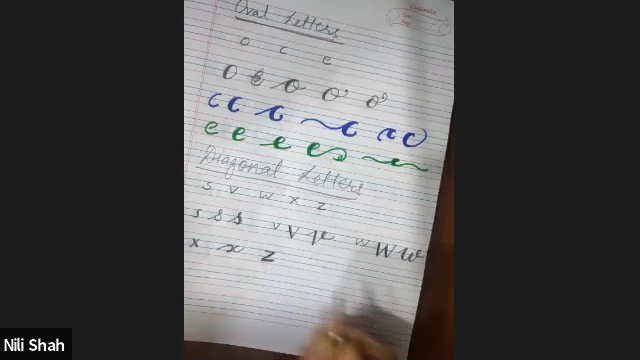 Oval Letters
o c e
o o o o o
c c c c c c
e e e e e
Diagonal Letters
s v w x z
s s s v v v w w w
x x z
Nili Shah